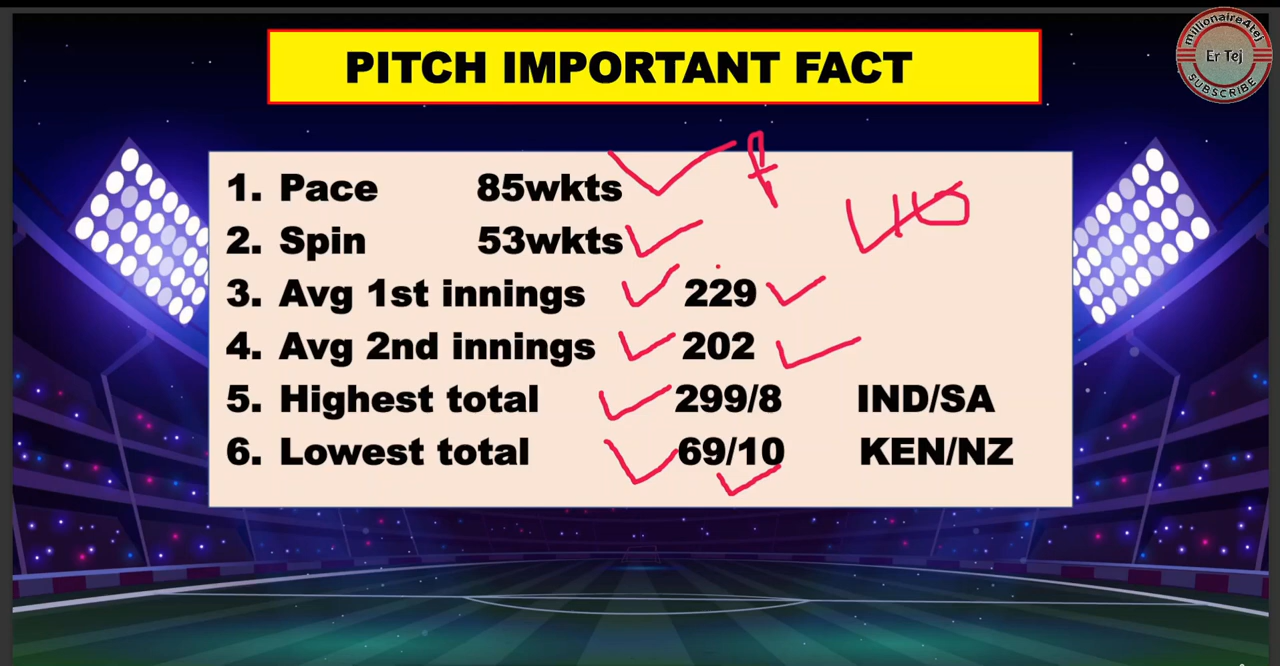 PITCH IMPORTANT FACT
millionaire4tej
Er Tej
SUBSCRIBE
1. Pace 85wkts
2. Spin 53wkts
3. Avg 1st innings 229
4. Avg 2nd innings 202
5. Highest total 299/8 IND/SA
6. Lowest total 69/10 KEN/NZ